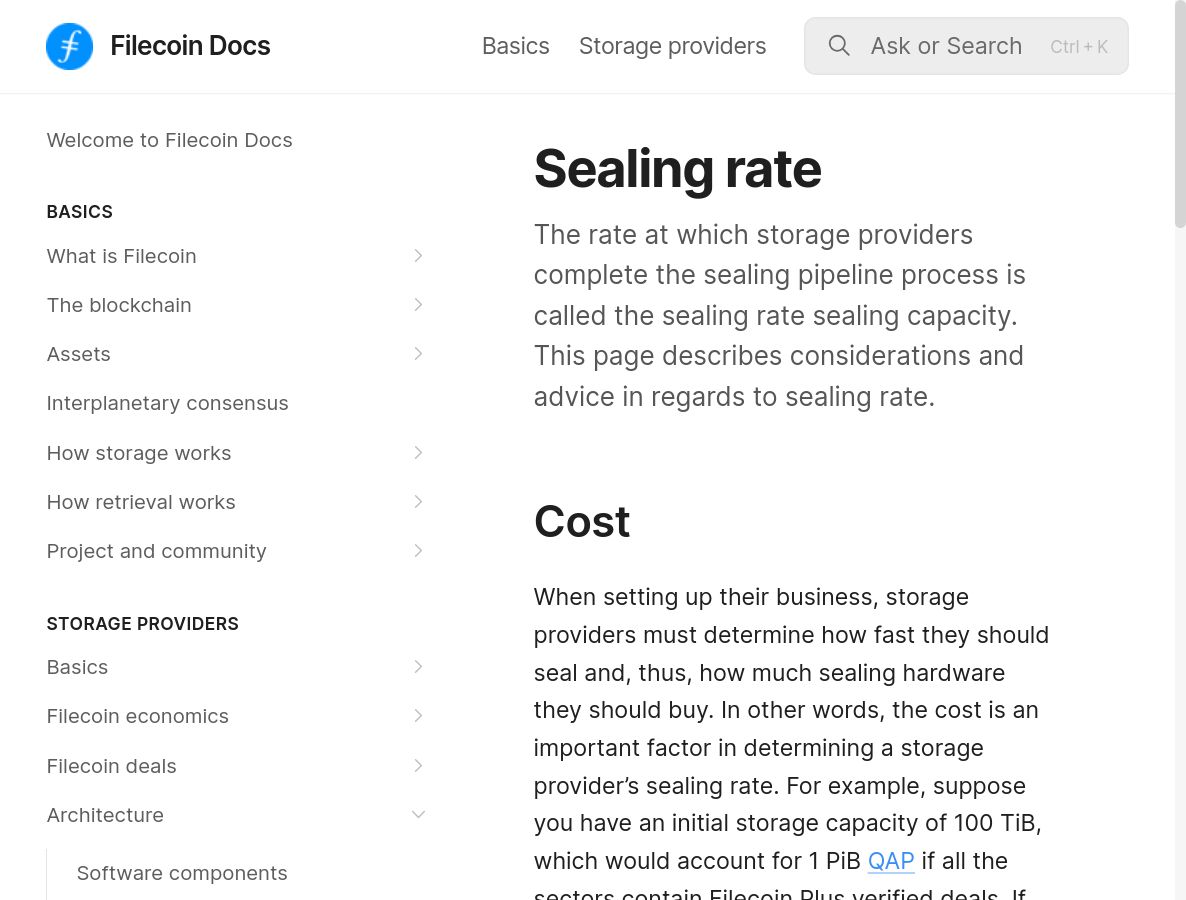 Filecoin Docs
Basics
Storage providers
Ask or Search
Ctrl + K
Welcome to Filecoin Docs
BASICS
What is Filecoin
The blockchain
Assets
Interplanetary consensus
How storage works
How retrieval works
Project and community
STORAGE PROVIDERS
Basics
Filecoin economics
Filecoin deals
Architecture
Software components
Sealing rate
The rate at which storage providers
complete the sealing pipeline process is
called the sealing rate sealing capacity.
This page describes considerations and
advice in regards to sealing rate.
Cost
When setting up their business, storage
providers must determine how fast they should
seal and, thus, how much sealing hardware
they should buy. In other words, the cost is an
important factor in determining a storage
provider’s sealing rate. For example, suppose
you have an initial storage capacity of 100 TiB,
which would account for 1 PiB QAP if all the
sectors contain Filecoin Plus verified deals. If